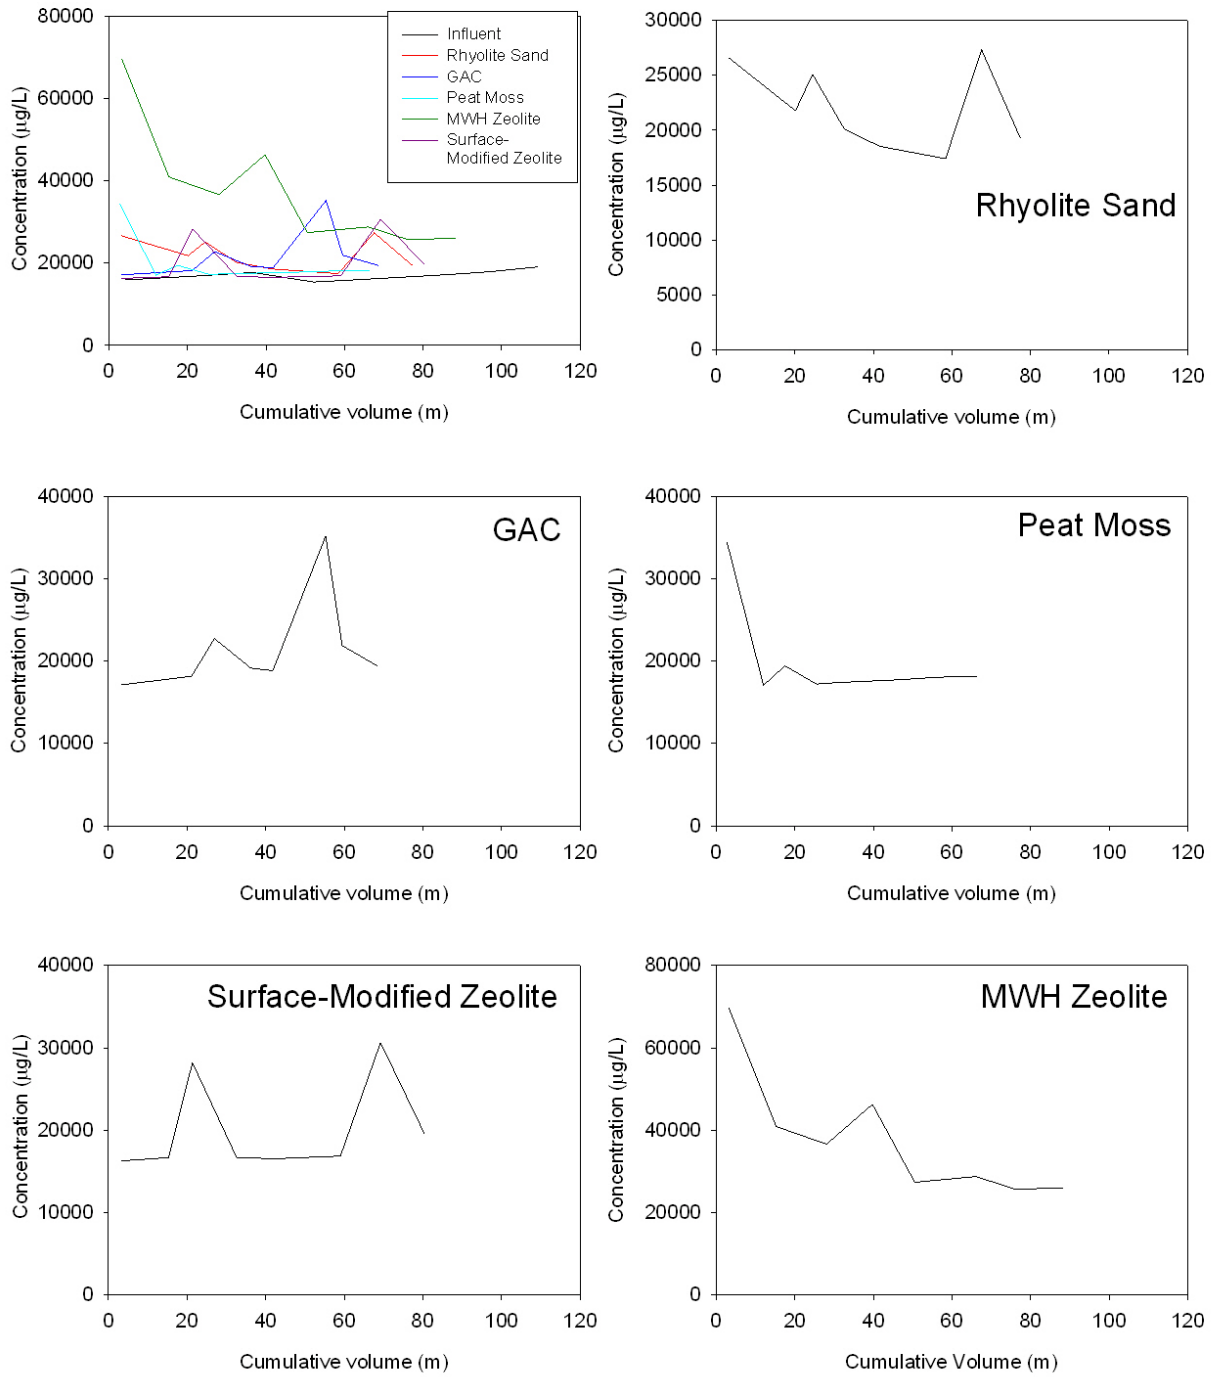 80000
60000
40000
20000
0
Concentration (µg/L)
0 20 40 60 80 100 120
Cumulative volume (m)
Influent
Rhyolite Sand
GAC
Peat Moss
MWH Zeolite
Surface-
Modified Zeolite
30000
25000
20000
15000
10000
5000
0
Concentration (µg/L)
Rhyolite Sand
0 20 40 60 80 100 120
Cumulative volume (m)
40000
30000
20000
10000
0
Concentration (µg/L)
GAC
0 20 40 60 80 100 120
Cumulative volume (m)
40000
30000
20000
10000
0
Concentration (µg/L)
Peat Moss
0 20 40 60 80 100 120
Cumulative volume (m)
40000
30000
20000
10000
0
Concentration (µg/L)
Surface-Modified Zeolite
0 20 40 60 80 100 120
Cumulative volume (m)
80000
60000
40000
20000
0
Concentration (µg/L)
MWH Zeolite
0 20 40 60 80 100 120
Cumulative Volume (m)